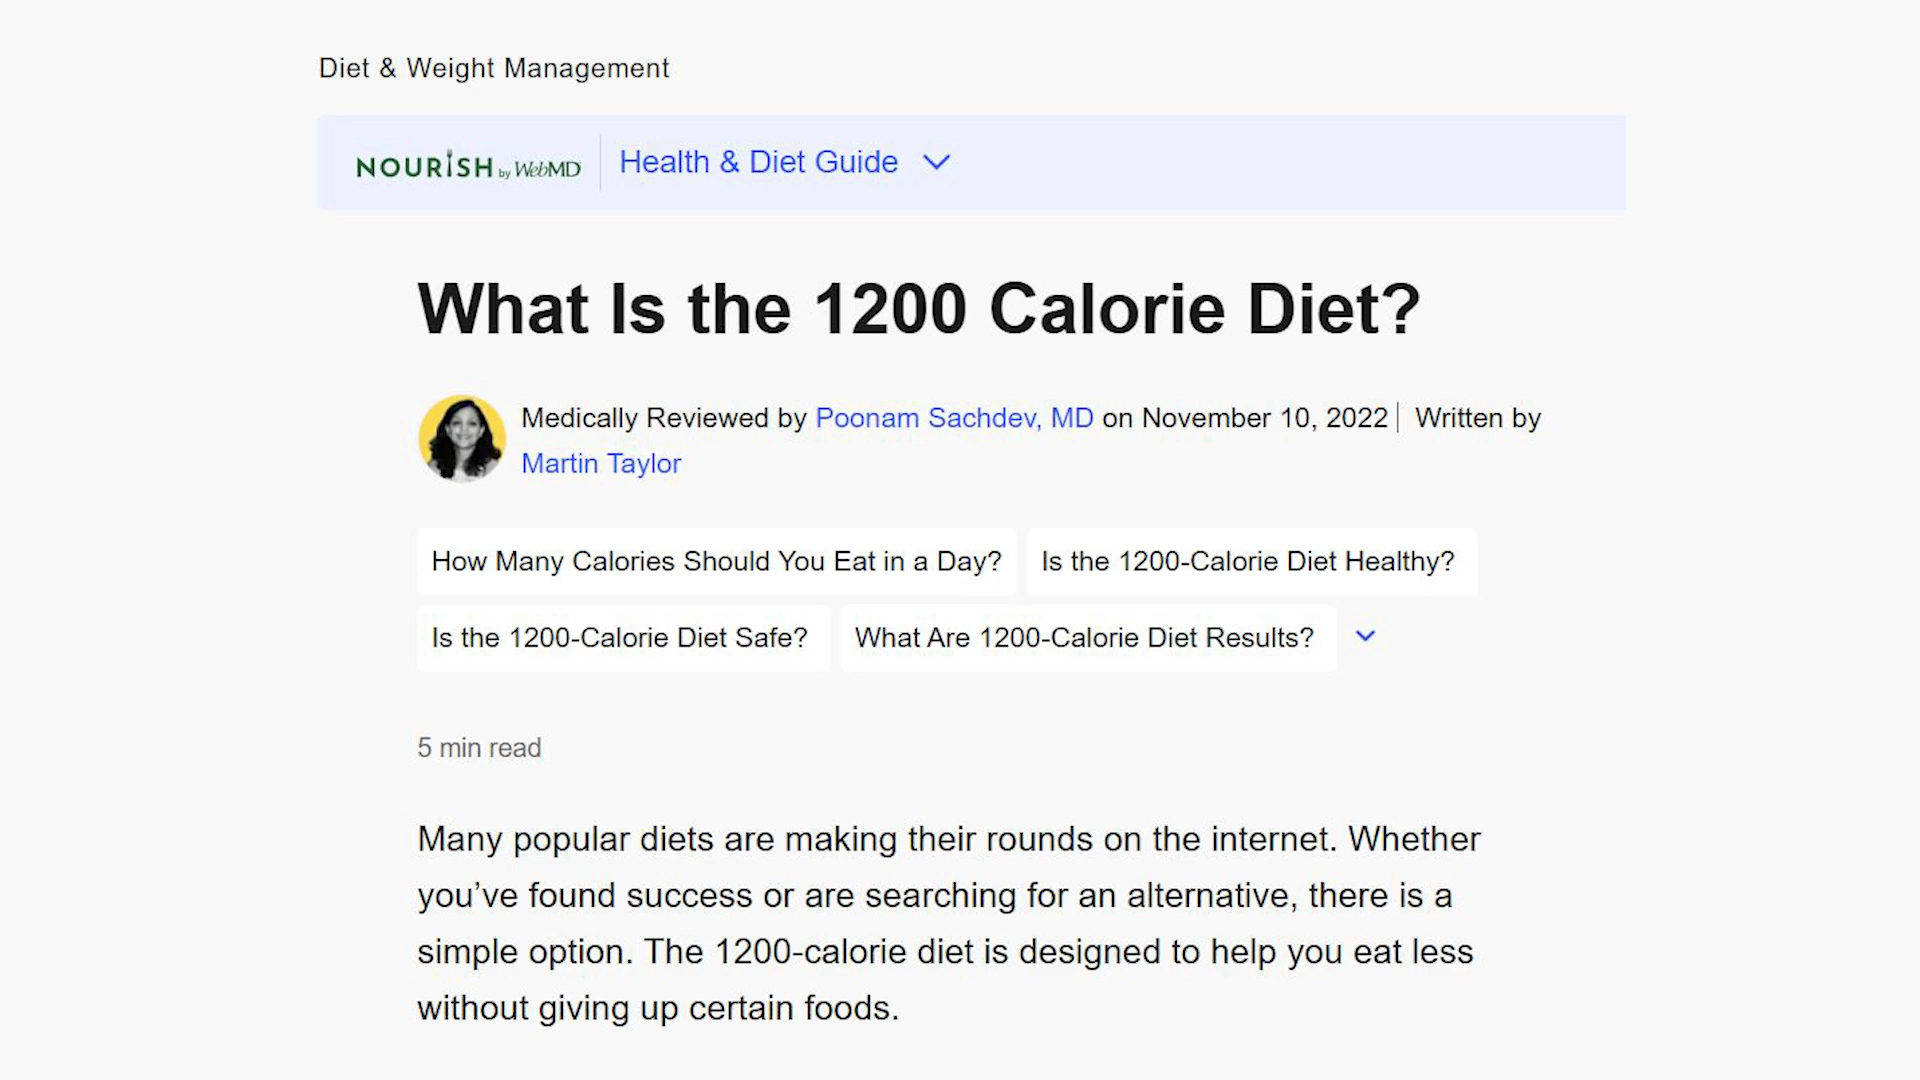 Diet & Weight Management
NOURISH by WebMD
Health & Diet Guide
What Is the 1200 Calorie Diet?
Medically Reviewed by Poonam Sachdev, MD on November 10, 2022 Written by
Martin Taylor
How Many Calories Should You Eat in a Day?
Is the 1200-Calorie Diet Healthy?
Is the 1200-Calorie Diet Safe?
What Are 1200-Calorie Diet Results?
5 min read
Many popular diets are making their rounds on the internet. Whether
you’ve found success or are searching for an alternative, there is a
simple option. The 1200-calorie diet is designed to help you eat less
without giving up certain foods.